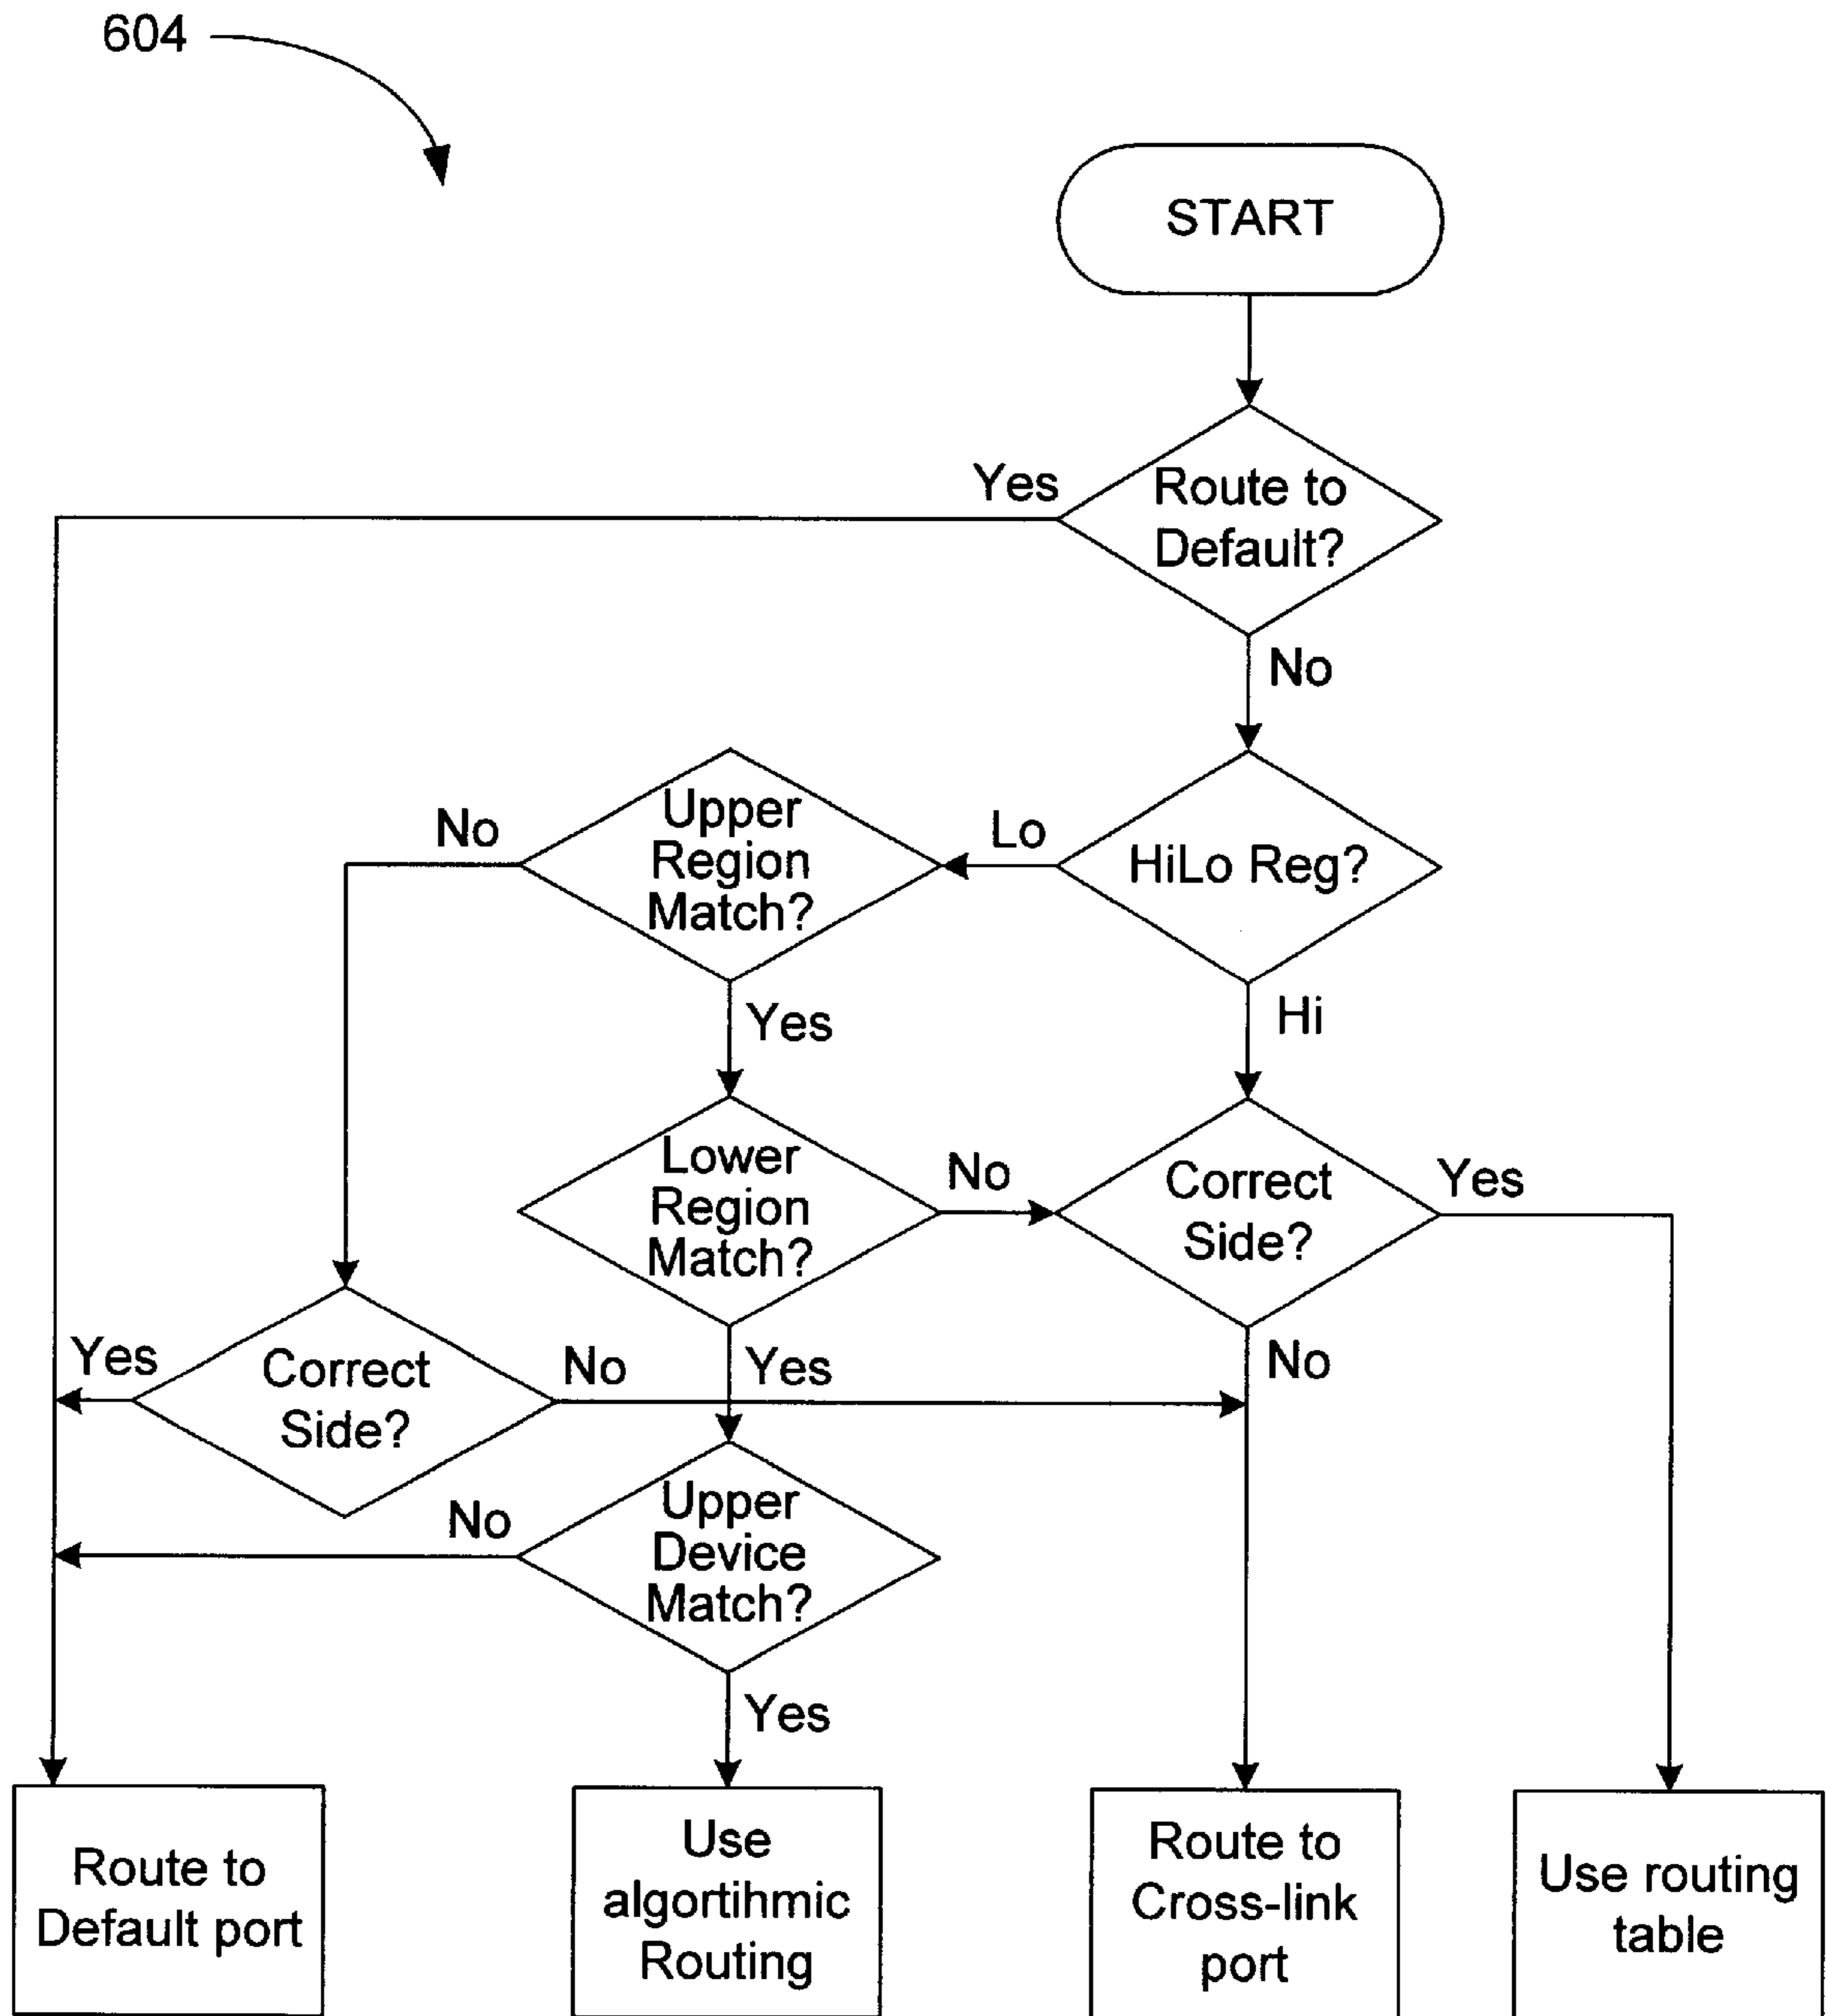 604
START
Yes
Route to
Default?
No
No
Upper
Region
Match?
Lo
HiLo Reg?
Yes
Hi
Lower
Region
Match?
No
Correct
Side?
Yes
Yes
Correct
Side?
No
Yes
No
No
Upper
Device
Match?
Yes
Route to
Default port
Use
algortihmic
Routing
Route to
Cross-link
port
Use routing
table